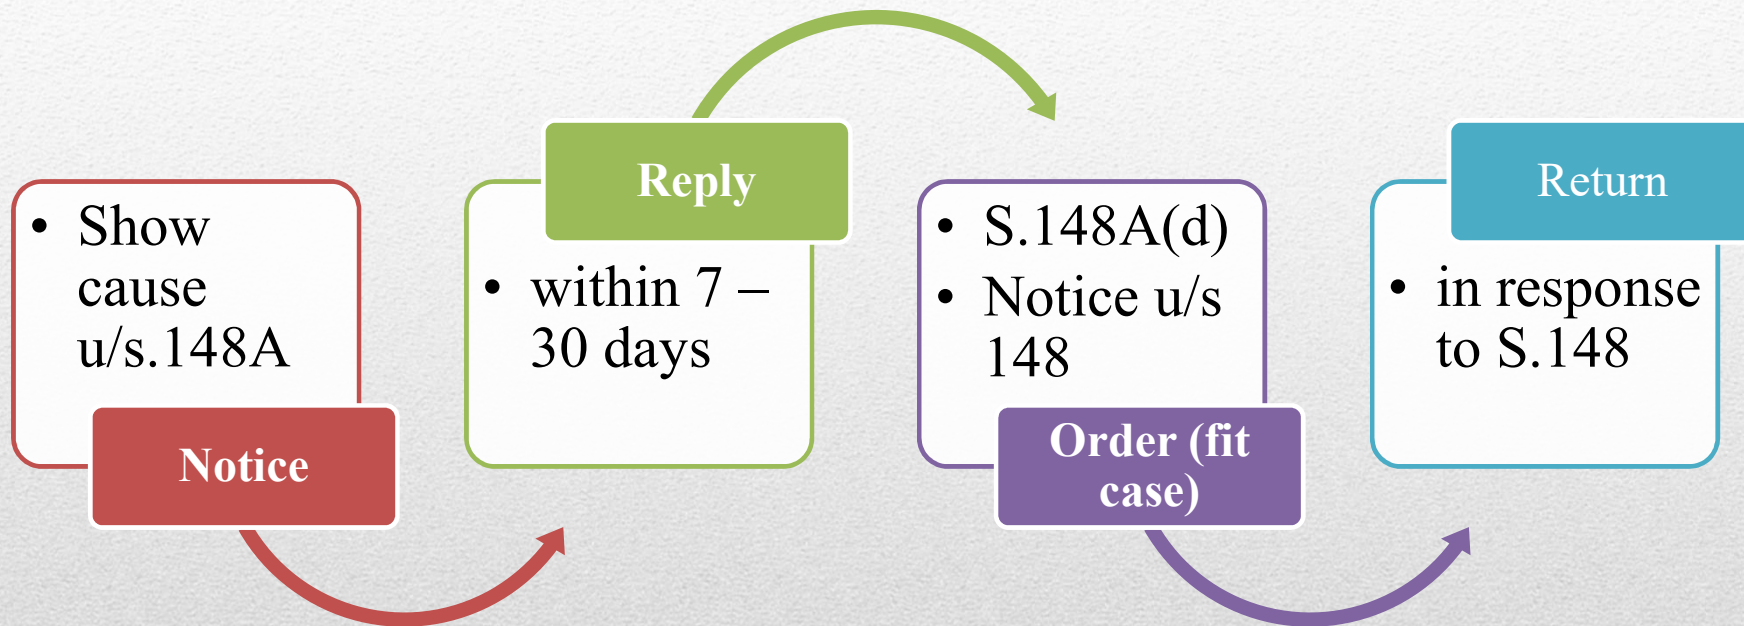 • Show
cause
u/s.148A
Notice
Reply
• within 7 –
30 days
• S.148A(d)
• Notice u/s
148
Order (fit
case)
Return
• in response
to S.148